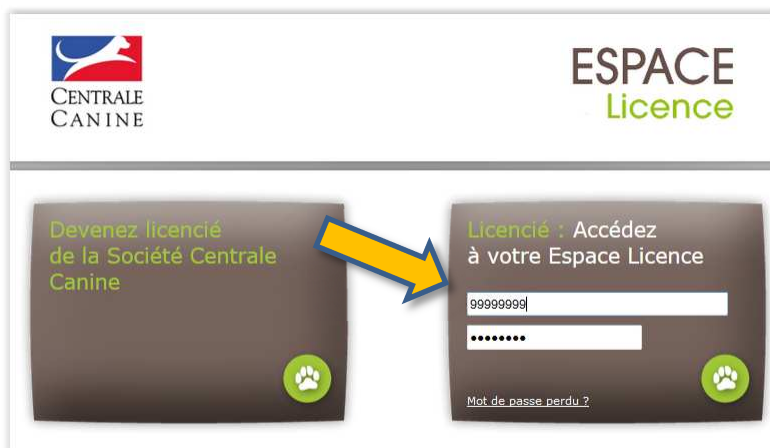 CENTRALE
CANINE
ESPACE
Licence
Devenez licencié
de la Société Centrale
Canine
Licencié : Accédez
à votre Espace Licence
99999999
••••••••
Mot de passe perdu ?